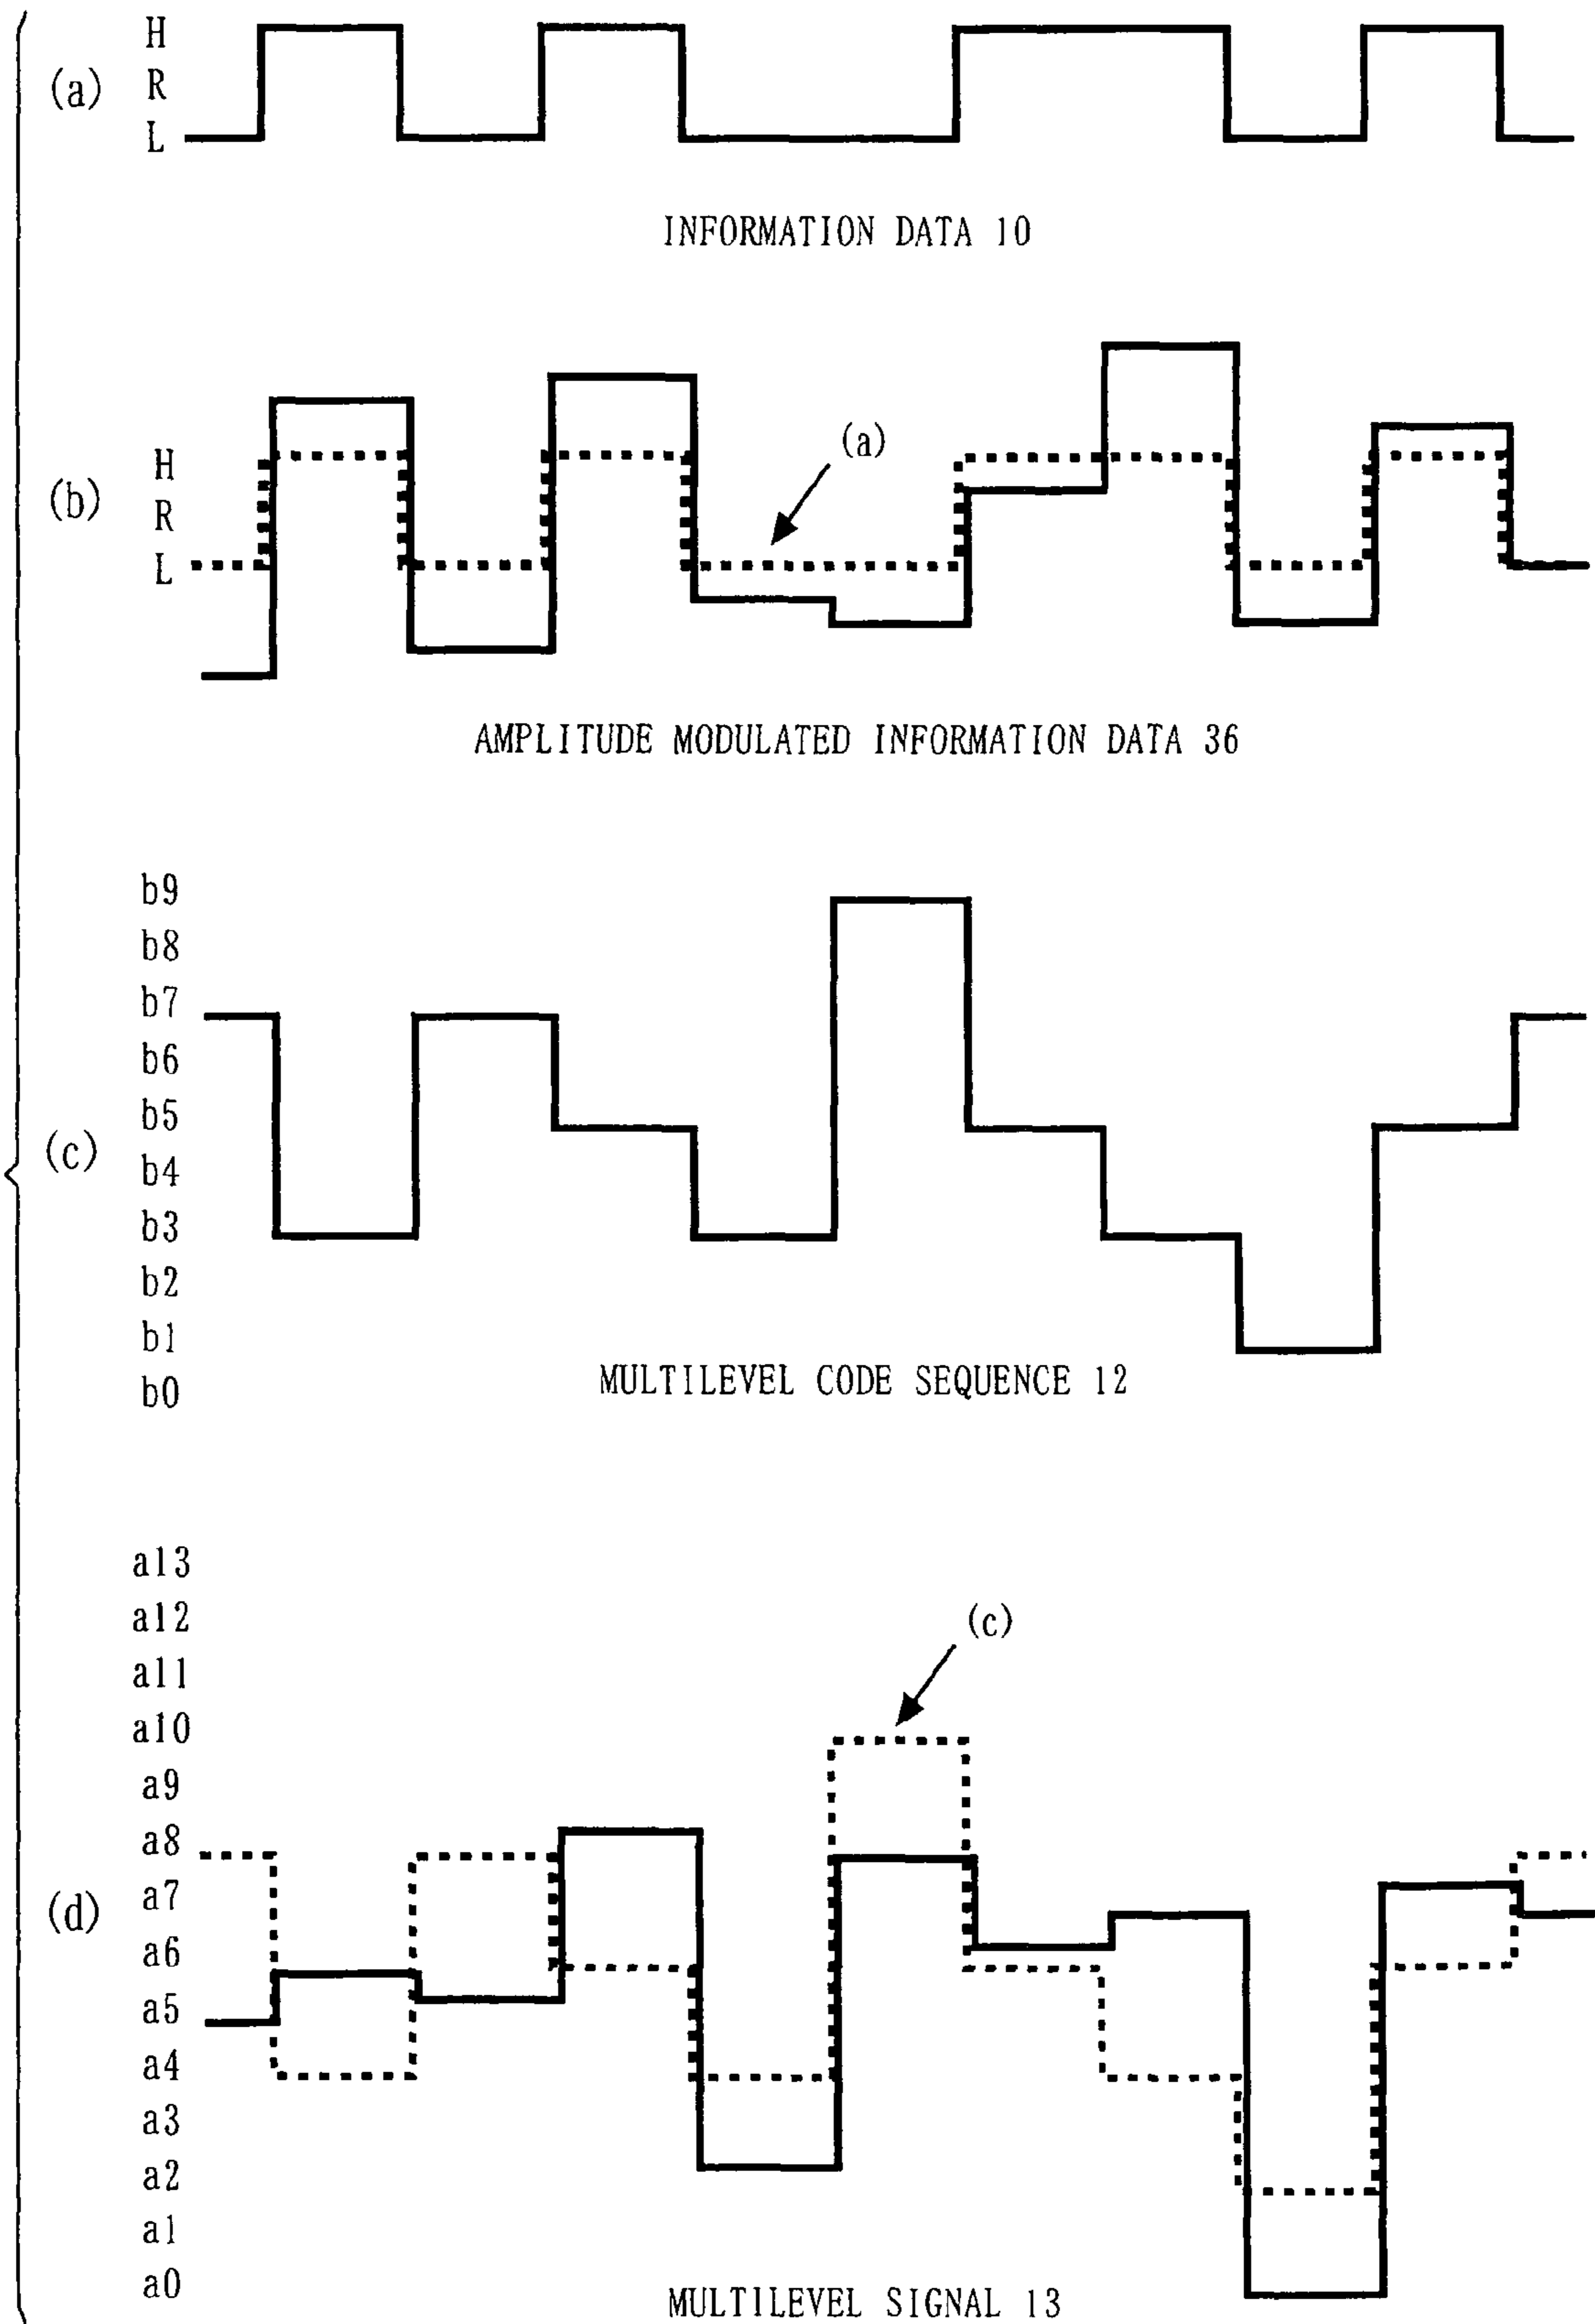 (a)
H
R
L
INFORMATION DATA 10
(b)
H
R
L
(a)
AMPLITUDE MODULATED INFORMATION DATA 36
(c)
b9
b8
b7
b6
b5
b4
b3
b2
b1
b0
MULTILEVEL CODE SEQUENCE 12
(d)
a13
a12
a11
a10
a9
a8
a7
a6
a5
a4
a3
a2
a1
a0
(c)
MULTILEVEL SIGNAL 13